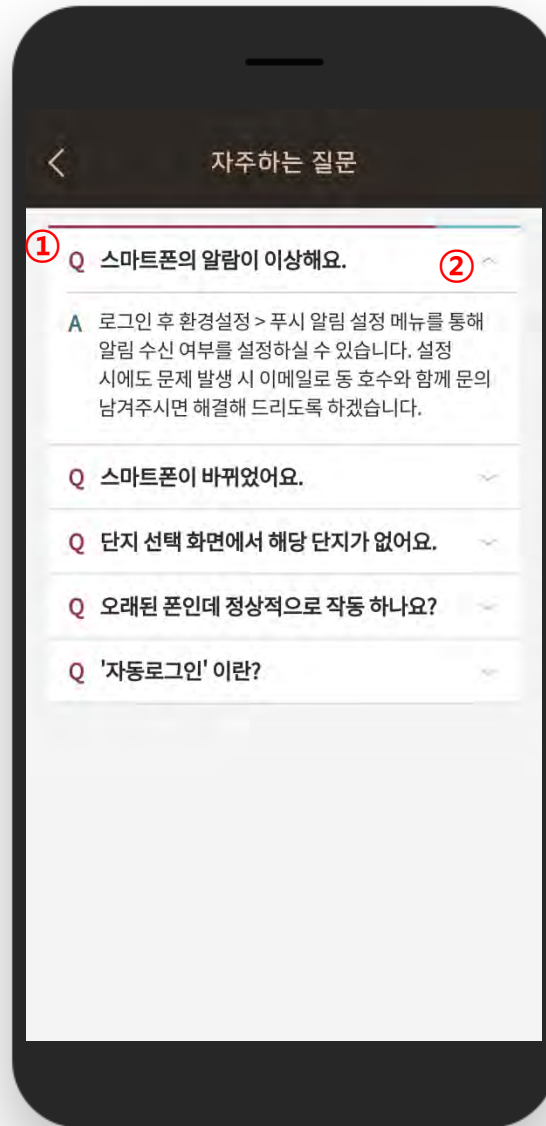 자주하는 질문
① Q 스마트폰의 알람이 이상해요. ②
A 로그인 후 환경설정 > 푸시 알림 설정 메뉴를 통해
알림 수신 여부를 설정하실 수 있습니다. 설정
시에도 문제 발생 시 이메일로 동 호수와 함께 문의
남겨주시면 해결해 드리도록 하겠습니다.
Q 스마트폰이 바뀌었어요.
Q 단지 선택 화면에서 해당 단지가 없어요.
Q 오래된 폰인데 정상적으로 작동 하나요?
Q '자동로그인' 이란?